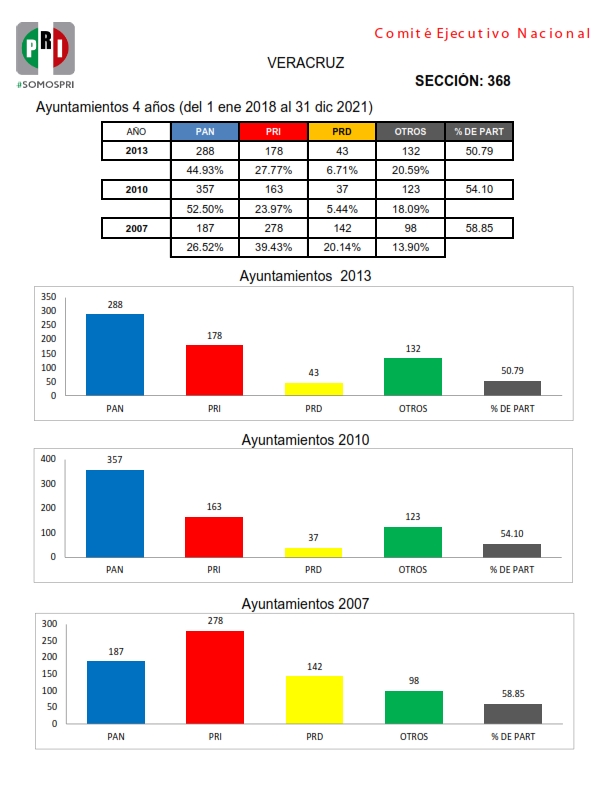 Comité Ejecutivo Nacional
PRI
#SOMOSPRI
VERACRUZ
SECCIÓN: 368
Ayuntamientos 4 años (del 1 ene 2018 al 31 dic 2021)
AÑO PAN PRI PRD OTROS % DE PART
2013 288 178 43 132 50.79
44.93% 27.77% 6.71% 20.59%
2010 357 163 37 123 54.10
52.50% 23.97% 5.44% 18.09%
2007 187 278 142 98 58.85
26.52% 39.43% 20.14% 13.90%
Ayuntamientos 2013
350
300
250
200
150
100
50
0
288
178
43
132
50.79
PAN PRI PRD OTROS % DE PART
Ayuntamientos 2010
400
300
200
100
0
357
163
37
123
54.10
PAN PRI PRD OTROS % DE PART
Ayuntamientos 2007
300
250
200
150
100
50
0
187
278
142
98
58.85
PAN PRI PRD OTROS % DE PART